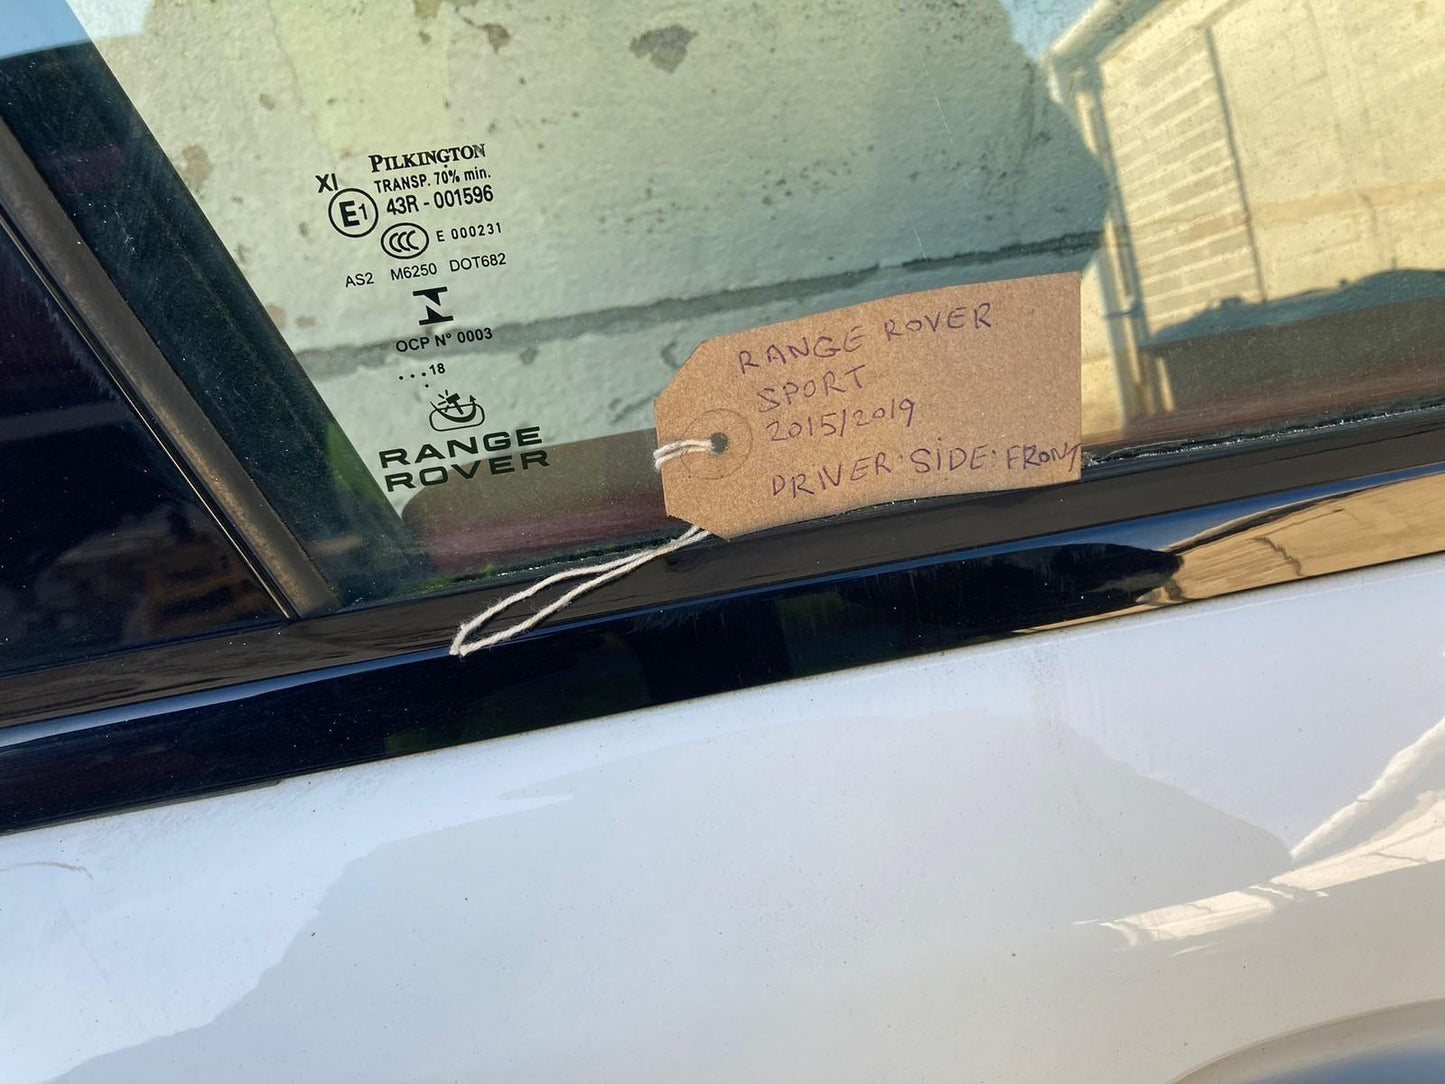 PILKINGTON
XI
TRANSP. 70% min.
E1
43R - 001596
CCC
E 000231
AS2 M6250 DOT682
OCP N° 0003
...18
.
RANGE
ROVER
RANGE ROVER
SPORT
2015/2019
DRIVER·SIDE·FRONT